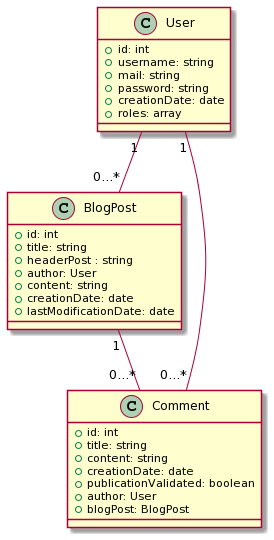 C User
id: int
username: string
mail: string
password: string
creationDate: date
roles: array
1 1
0...*
C BlogPost
id: int
title: string
headerPost : string
author: User
content: string
creationDate: date
lastModificationDate: date
1
0...* 0...*
C Comment
id: int
title: string
content: string
creationDate: date
publicationValidated: boolean
author: User
blogPost: BlogPost